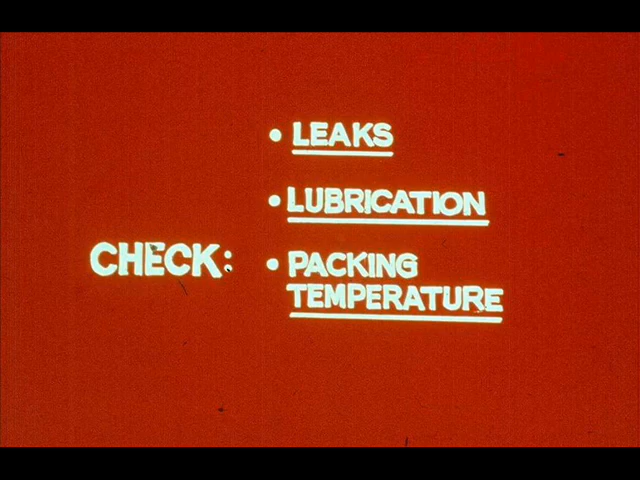 • LEAKS
• LUBRICATION
CHECK:
• PACKING
TEMPERATURE